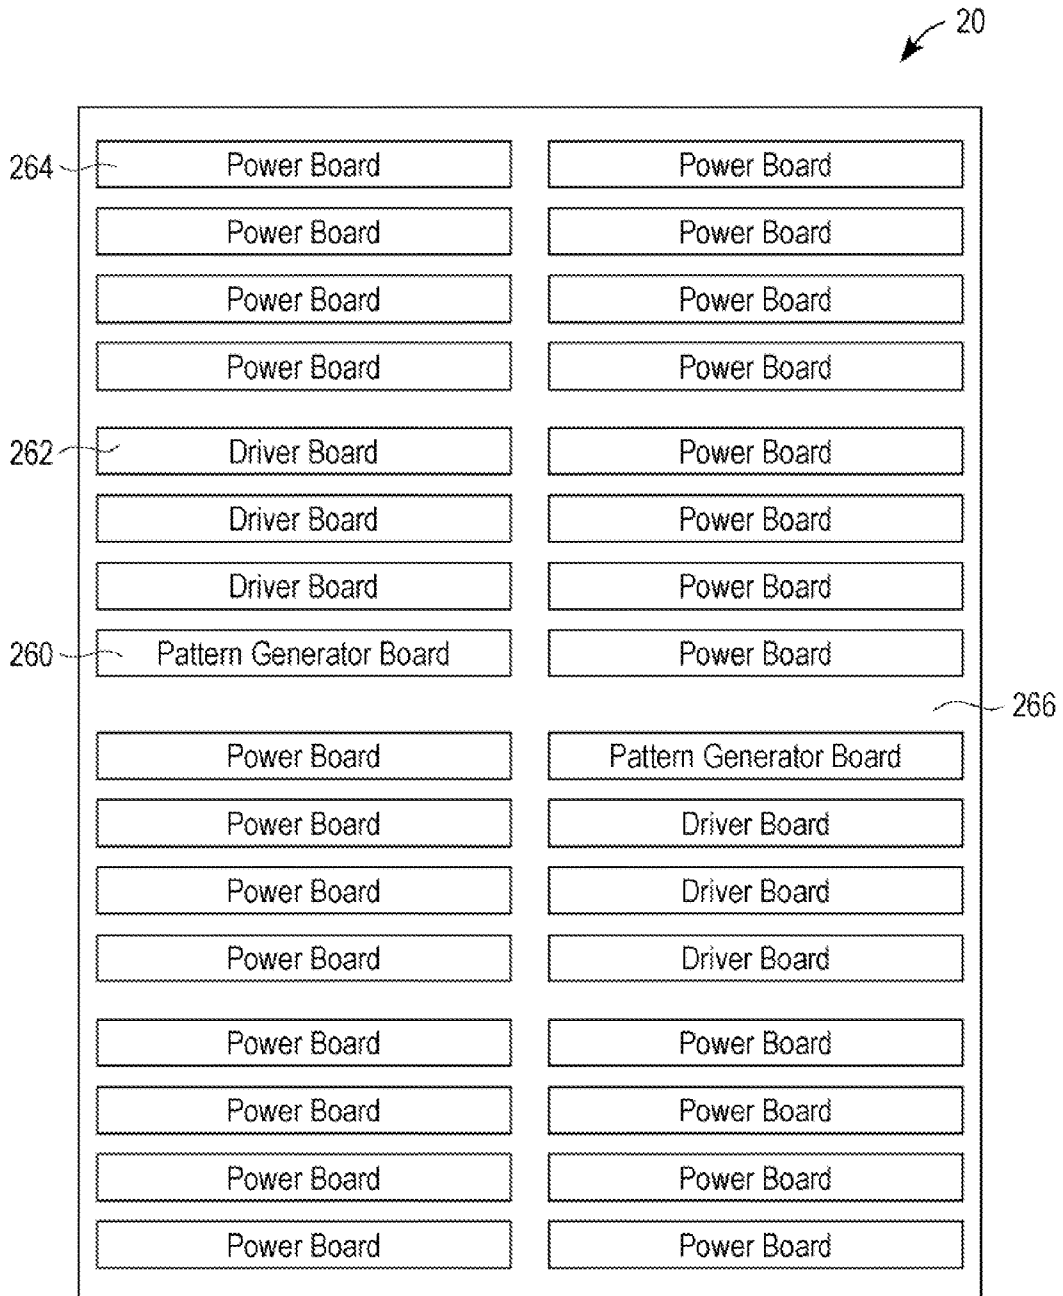 20
264 Power Board Power Board
Power Board Power Board
Power Board Power Board
Power Board Power Board
262 Driver Board Power Board
Driver Board Power Board
Driver Board Power Board
260 Pattern Generator Board Power Board
266
Power Board Pattern Generator Board
Power Board Driver Board
Power Board Driver Board
Power Board Driver Board
Power Board Power Board
Power Board Power Board
Power Board Power Board
Power Board Power Board